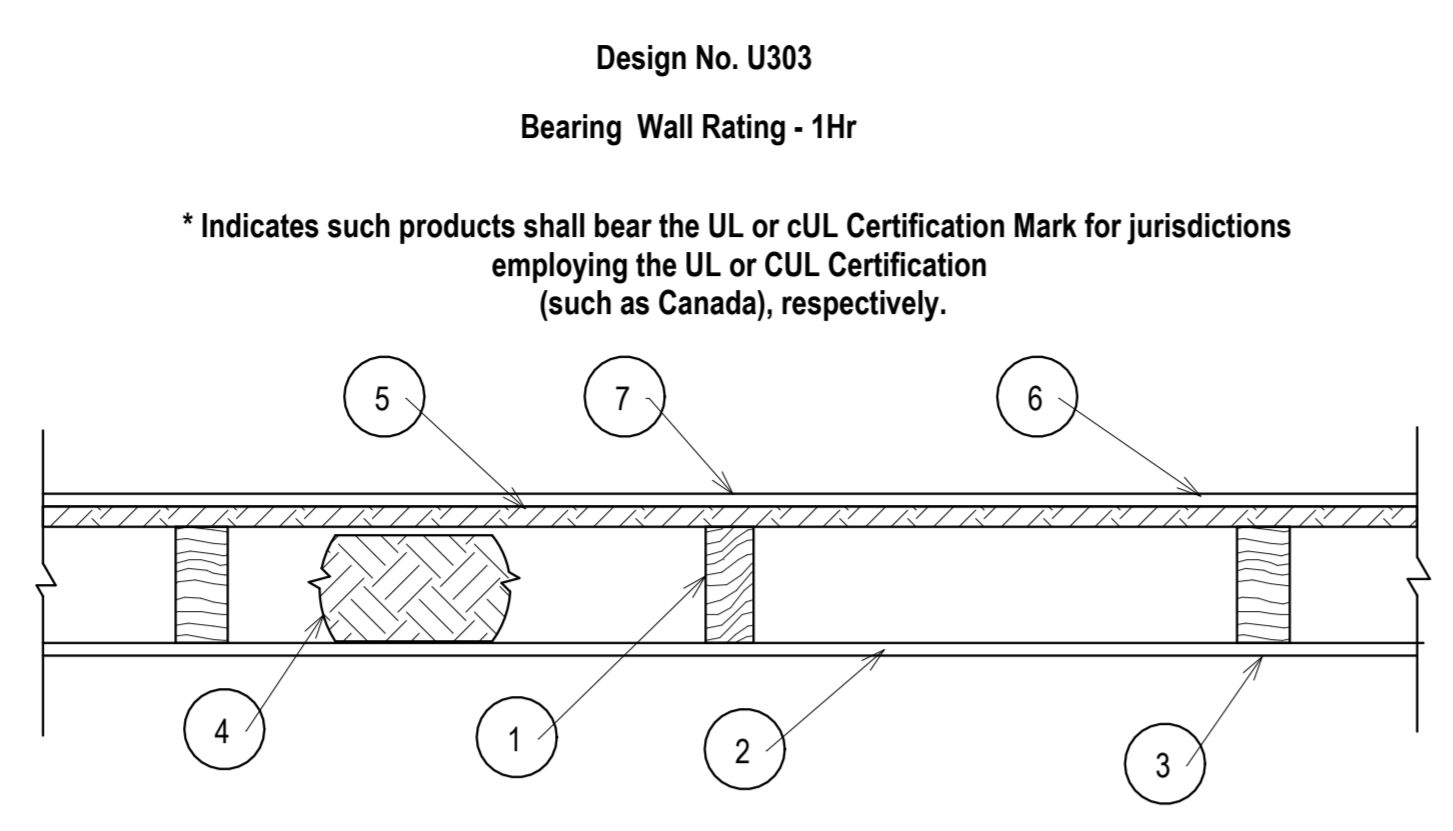 Design No. U303
Bearing Wall Rating - 1Hr
* Indicates such products shall bear the UL or cUL Certification Mark for jurisdictions
employing the UL or CUL Certification
(such as Canada), respectively.
5
7
6
4
1
2
3